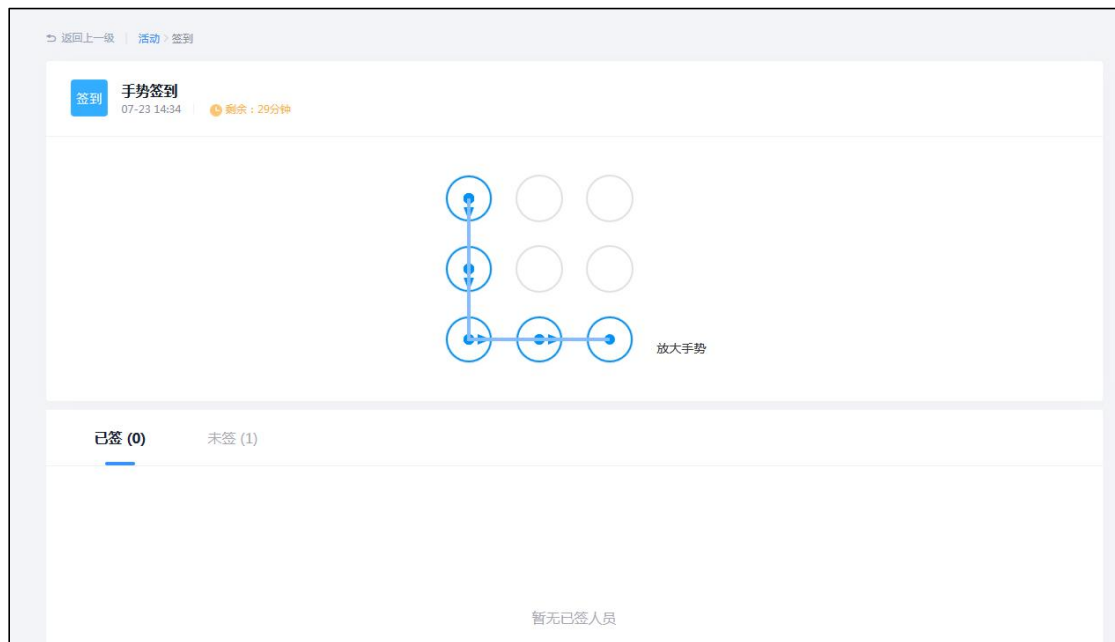 返回上一级 活动 > 签到
签到 手势签到
07-23 14:34 剩余：29分钟
放大手势
已签 (0) 未签 (1)
暂无已签人员